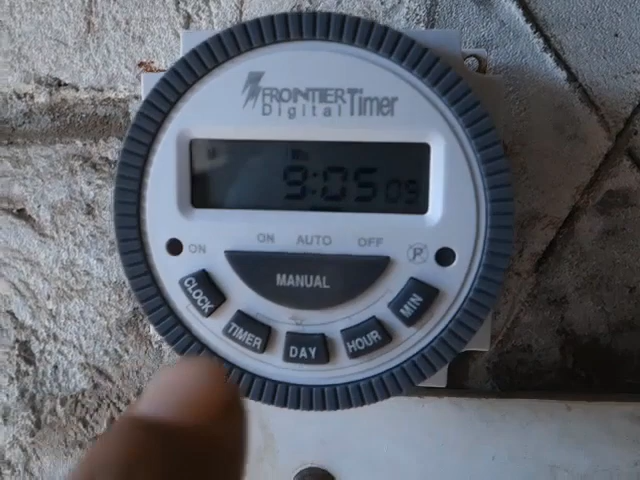 FRONTIER Timer
Digital
9:05 09
ON AUTO OFF
ON
P
MANUAL
CLOCK
TIMER
DAY
HOUR
MIN